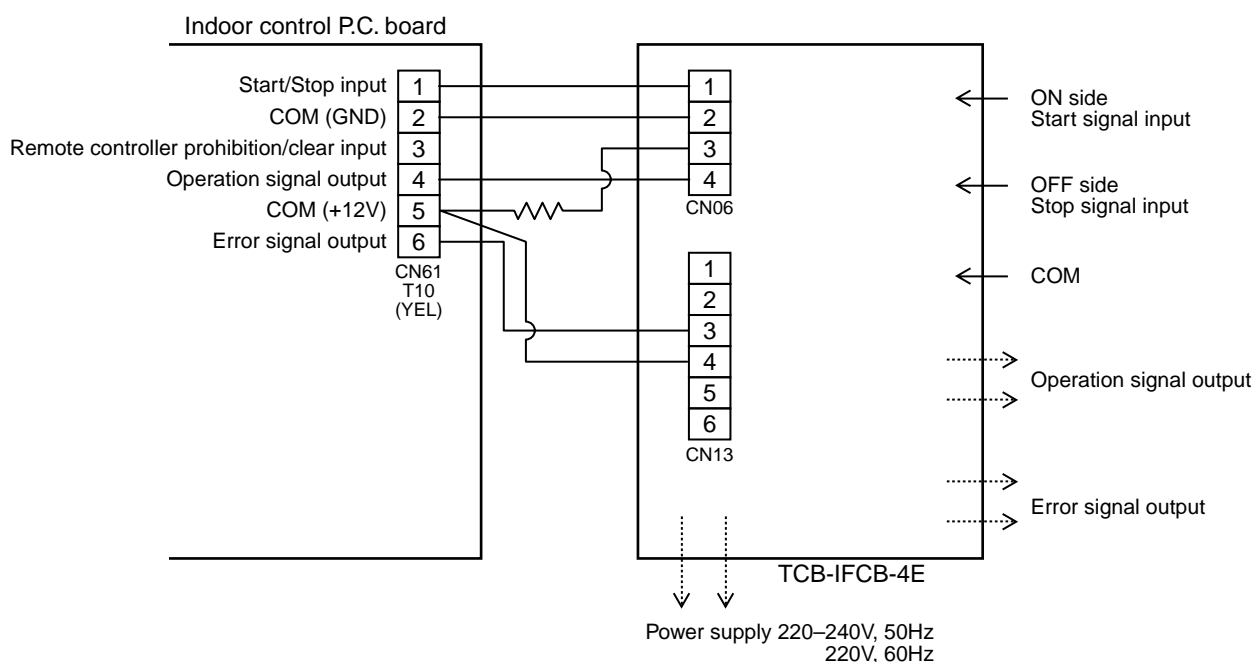 Indoor control P.C. board
Start/Stop input 1
COM (GND) 2
Remote controller prohibition/clear input 3
Operation signal output 4
COM (+12V) 5
Error signal output 6
CN61
T10
(YEL)
1
2
3
4
CN06
1
2
3
4
5
6
CN13
ON side
Start signal input
OFF side
Stop signal input
COM
Operation signal output
Error signal output
TCB-IFCB-4E
Power supply 220–240V, 50Hz
220V, 60Hz